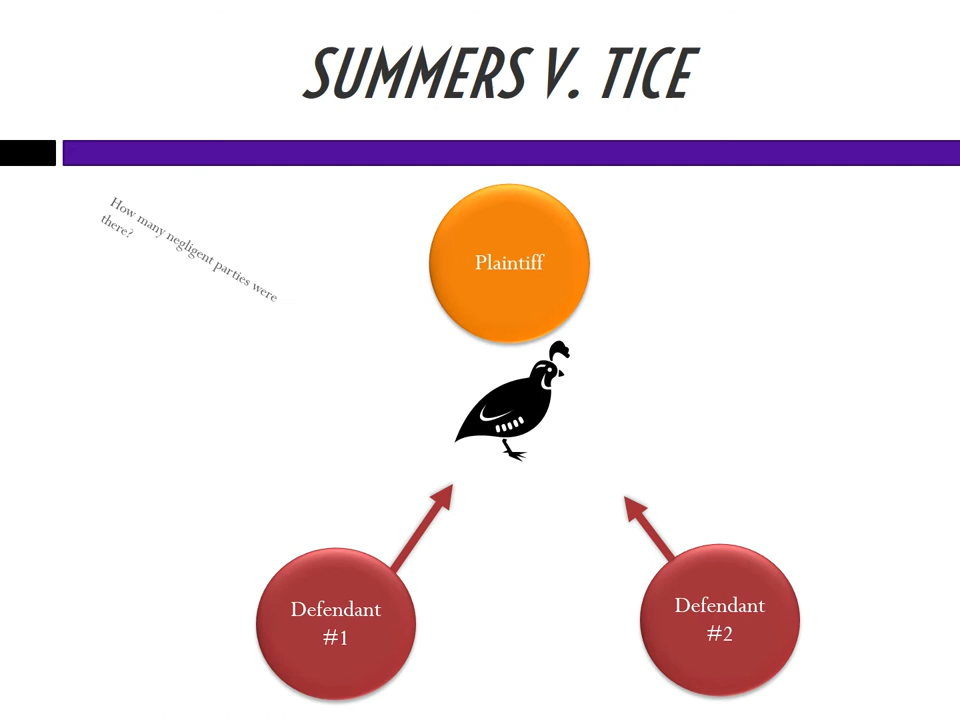 SUMMERS V. TICE
How many negligent parties were
there?
Plaintiff
Defendant
#1
Defendant
#2